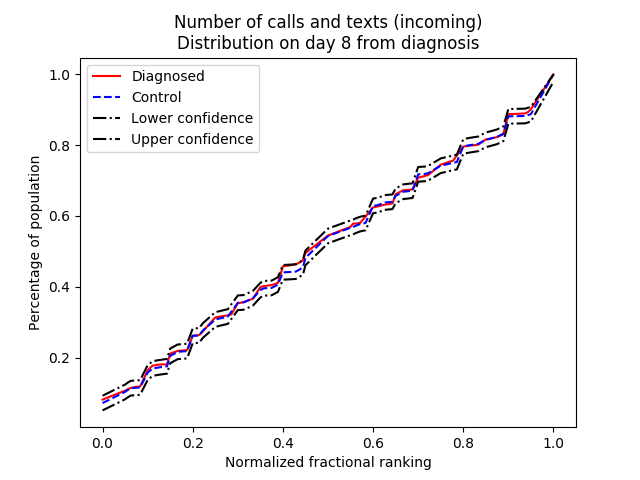 Number of calls and texts (incoming)
Distribution on day 8 from diagnosis
Diagnosed
Control
Lower confidence
Upper confidence
Percentage of population
1.0
0.8
0.6
0.4
0.2
0.0 0.2 0.4 0.6 0.8 1.0
Normalized fractional ranking